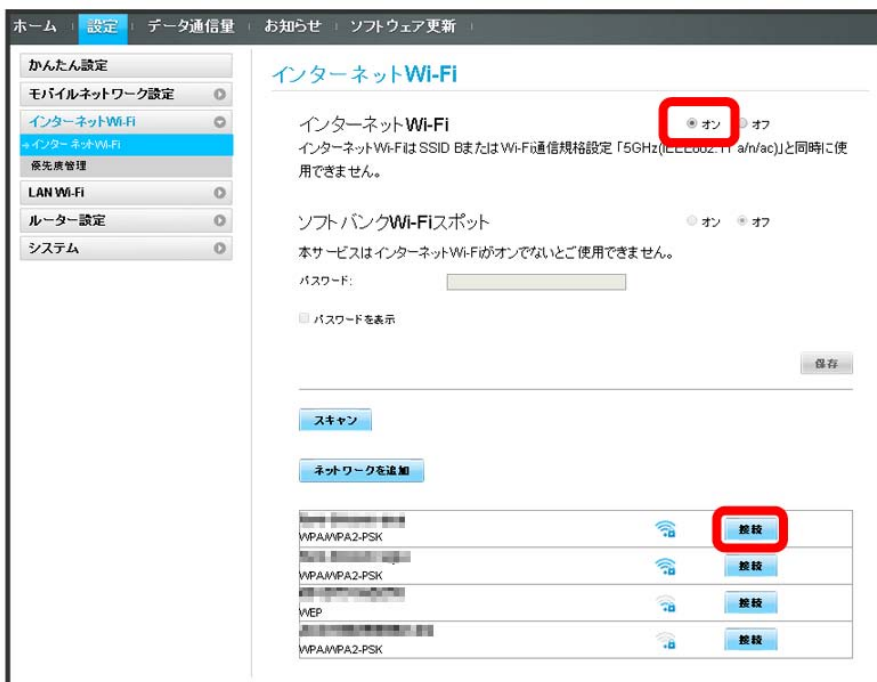 ホーム 設定 データ通信量 お知らせ ソフトウェア更新
かんたん設定
モバイルネットワーク設定
インターネットWi-Fi
インターネットWi-Fi
優先度管理
LAN Wi-Fi
ルーター設定
システム
インターネットWi-Fi
インターネットWi-Fi オン オフ
インターネットWi-FiはSSID BまたはWi-Fi通信規格設定「5GHz(IEEE802.11 a/n/ac)」と同時に使
用できません。
ソフトバンクWi-Fiスポット オン オフ
本サービスはインターネットWi-Fiがオンでないとご使用できません。
パスワード:
パスワードを表示
保存
スキャン
ネットワークを追加
接続
WPA/WPA2-PSK
接続
WPA/WPA2-PSK
接続
WEP
接続
WPA/WPA2-PSK